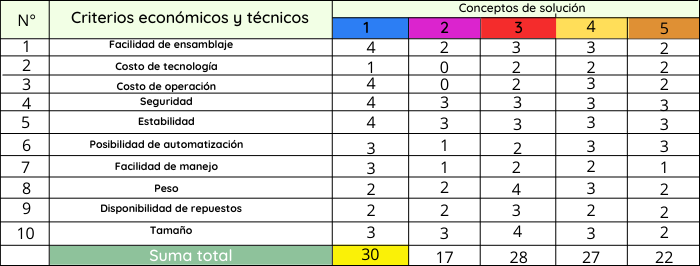 N° Criterios económicos y técnicos Conceptos de solución
1 2 3 4 5
1 Facilidad de ensamblaje 4 2 3 3 2
2 Costo de tecnología 1 0 2 2 2
3 Costo de operación 4 0 2 3 2
4 Seguridad 4 3 3 3 3
5 Estabilidad 4 3 3 3 3
6 Posibilidad de automatización 3 1 2 3 3
7 Facilidad de manejo 3 1 2 2 1
8 Peso 2 2 4 3 2
9 Disponibilidad de repuestos 2 2 3 2 2
10 Tamaño 3 3 4 3 2
Suma total 30 17 28 27 22